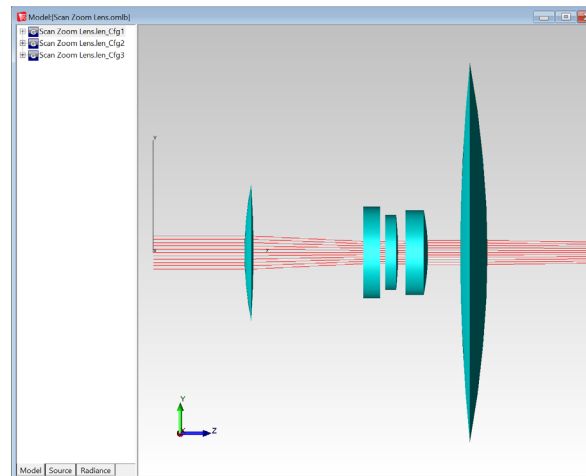 Model:[Scan Zoom Lens.omlb]
Scan Zoom Lens.len_Cfg1
Scan Zoom Lens.len_Cfg2
Scan Zoom Lens.len_Cfg3
Y
Y
Z
Model Source Radiance